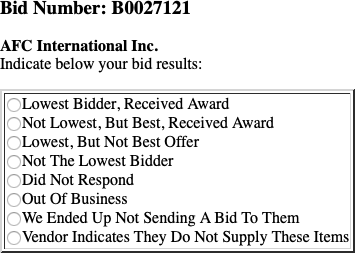 Bid Number: B0027121
AFC International Inc.
Indicate below your bid results:
Lowest Bidder, Received Award
Not Lowest, But Best, Received Award
Lowest, But Not Best Offer
Not The Lowest Bidder
Did Not Respond
Out Of Business
We Ended Up Not Sending A Bid To Them
Vendor Indicates They Do Not Supply These Items